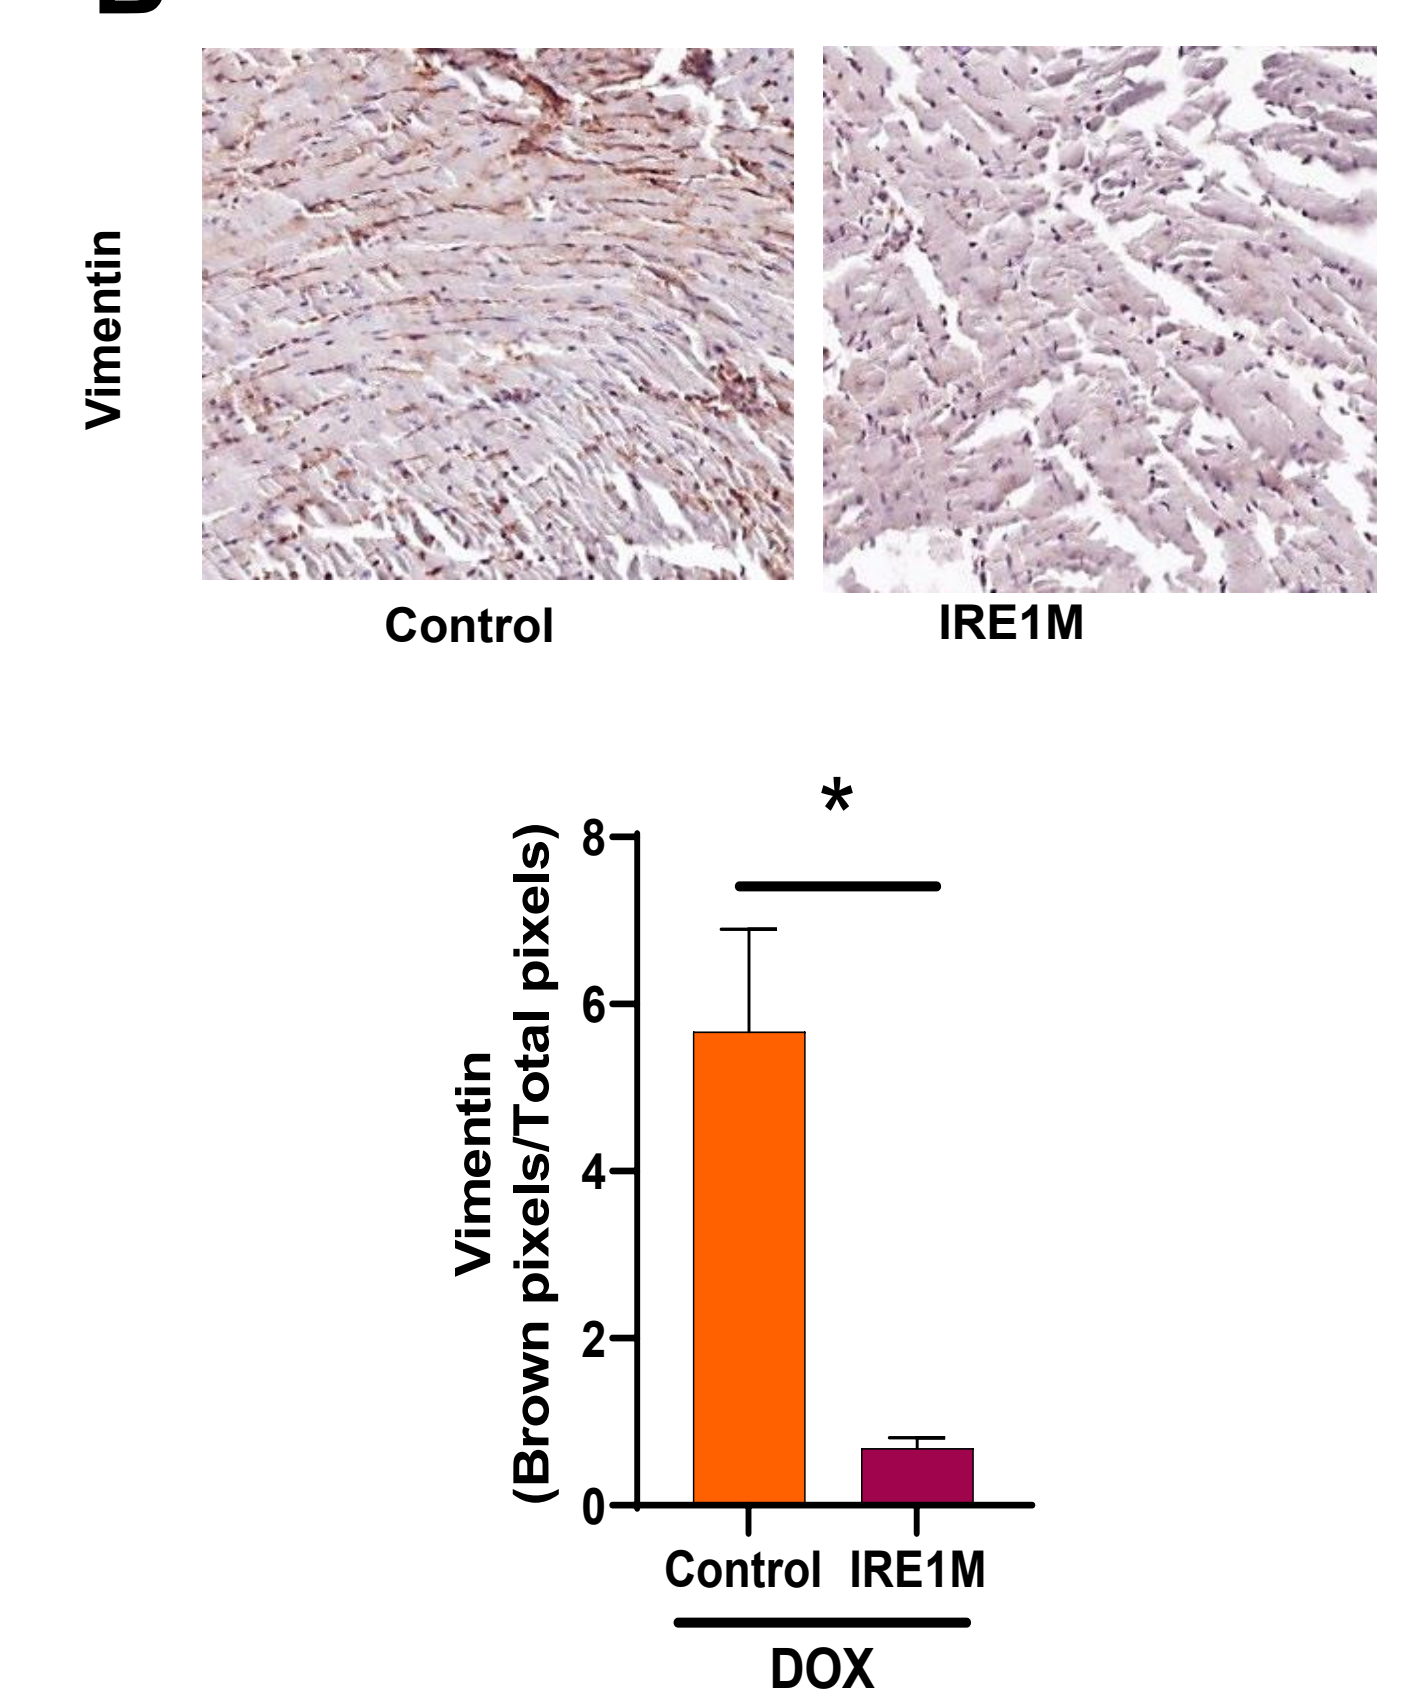 Vimentin
Control
IRE1M
*
Vimentin
(Brown pixels/Total pixels)
8
6
4
2
0
Control IRE1M
DOX